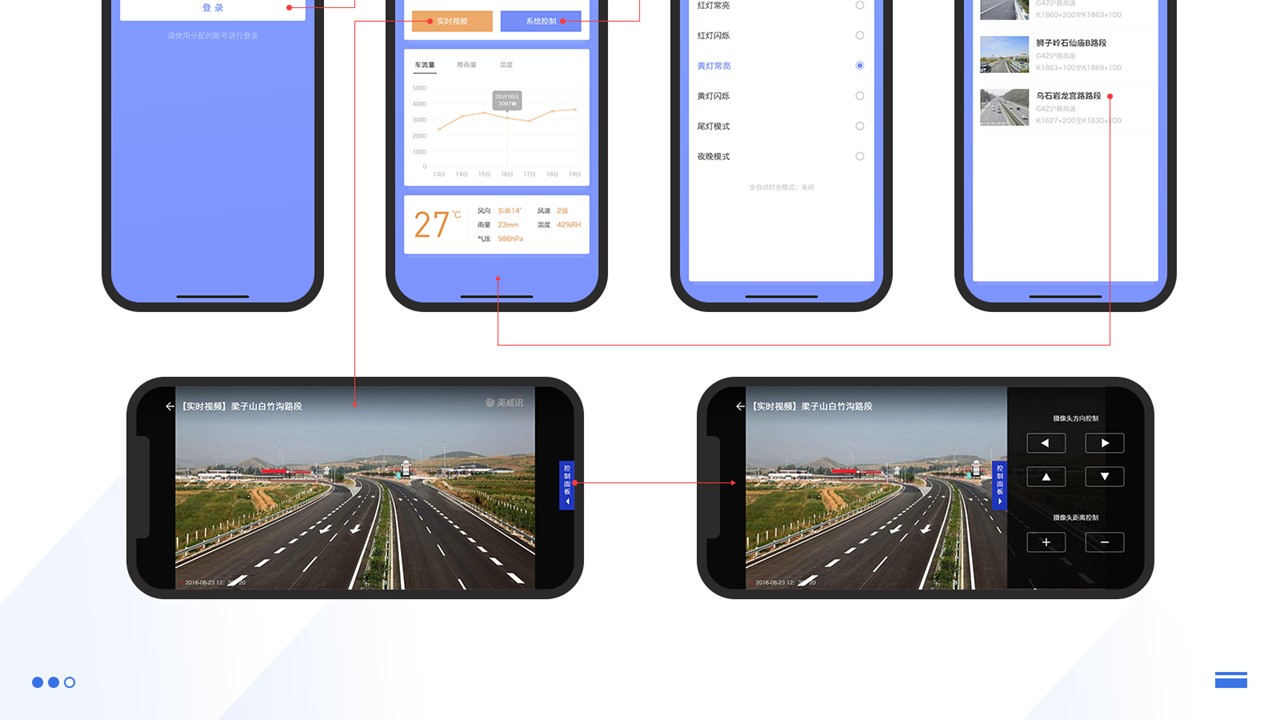 登 录
请使用分配的账号进行登录
实时视频
系统控制
车流量
降雨量
温度
5000
4000
3000
2000
1000
0
05月16日
3097辆
13日 14日 15日 16日 17日 18日 19日
27℃
风向 东南14°
风速 2级
雨量 23mm
湿度 42%RH
气压 986hPa
红灯常亮
红灯闪烁
黄灯常亮
黄灯闪烁
尾灯模式
夜晚模式
全自动灯光模式：关闭
G42沪蓉高速
K1860+200至K1863+100
狮子岭石仙庙B路段
G42沪蓉高速
K1863+100至K1869+100
乌石岩龙宫路路段
G42沪蓉高速
K1627+200至K1630+200
【实时视频】梁子山白竹沟路段
英威讯
控制面板
2016-08-23 12:
【实时视频】梁子山白竹沟路段
控制面板
2016-08-23 12:
摄像头方向控制
摄像头距离控制